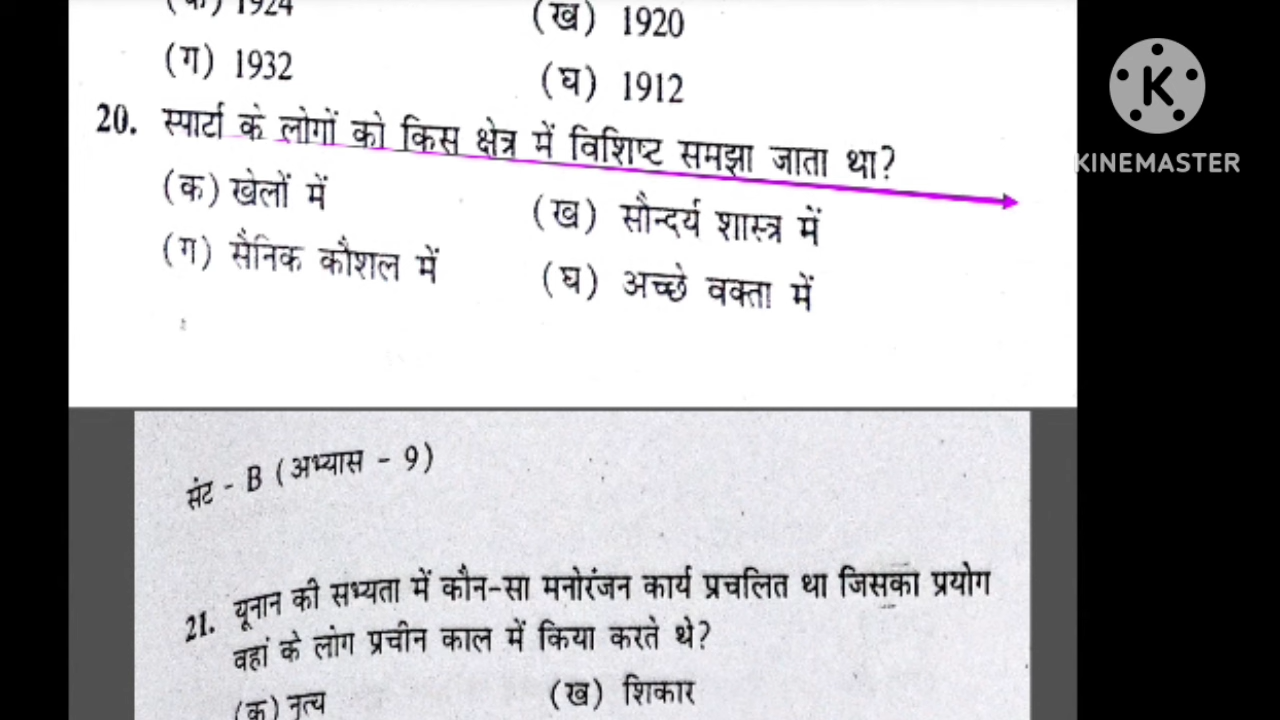 (क) 1924 (ख) 1920
(ग) 1932 (घ) 1912
20. स्पार्टा के लोगों को किस क्षेत्र में विशिष्ट समझा जाता था?
(क) खेलों में (ख) सौन्दर्य शास्त्र में
(ग) सैनिक कौशल में (घ) अच्छे वक्ता में
सेंट - B (अभ्यास - 9)
21. यूनान की सभ्यता में कौन-सा मनोरंजन कार्य प्रचलित था जिसका प्रयोग
वहां के लोग प्रचीन काल में किया करते थे?
(क) नृत्य (ख) शिकार
K
KINEMASTER